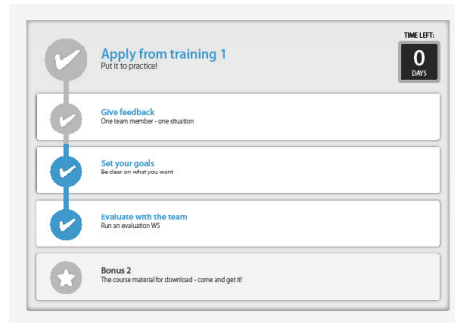 TIME LEFT:
Apply from training 1
Put it to practice!
0
DAYS
Give feedback
One team member - one situation
Set your goals
Be clear on what you want
Evaluate with the team
Run an evaluation WS
Bonus 2
The course material for download - come and get it!